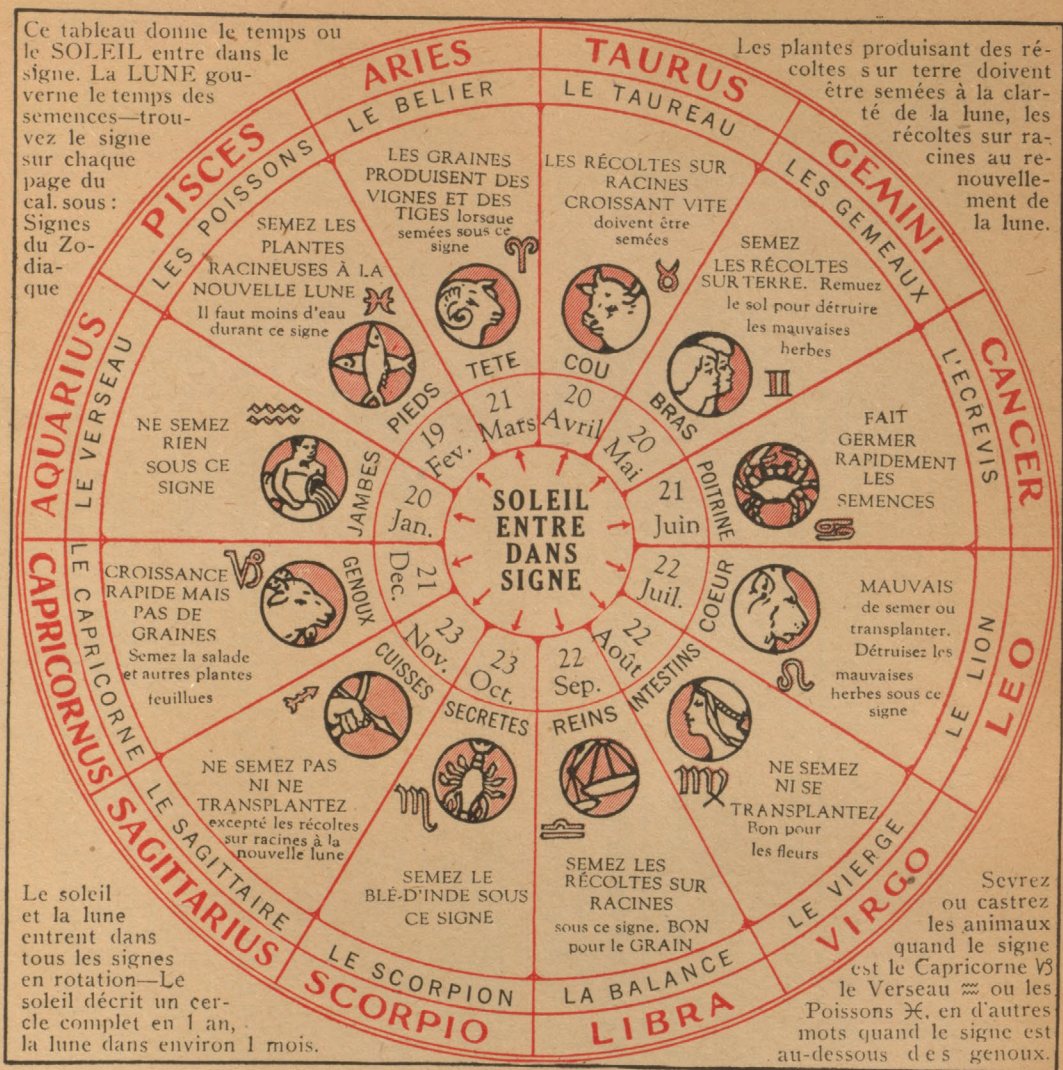 Ce tableau donne le temps ou
le SOLEIL entre dans le
signe. La LUNE gou-
verne le temps des
semences—trou-
vez le signe
sur chaque
page du
cal. sous :
Signes
du Zo-
dia-
que
Les plantes produisant des ré-
coltes sur terre doivent
être semées à la clar-
té de la lune, les
récoltes sur ra-
cines au re-
nouvelle-
ment de
la lune.
ARIES
LE BELIER
LES GRAINES
PRODUISENT DES
VIGNES ET DES
TIGES lorsque
semées sous ce
signe
♈
TETE
21
Mars
TAURUS
LE TAUREAU
LES RÉCOLTES SUR
RACINES
CROISSANT VITE
doivent être
semées
♉
COU
20
Avril
GEMINI
LES GEMEAUX
SEMEZ
LES RÉCOLTES
SUR TERRE. Remuez
le sol pour détruire
les mauvaises
herbes
♊
BRAS
20
Mai
CANCER
L'ECREVIS
FAIT
GERMER
RAPIDEMENT
LES
SEMENCES
♋
POITRINE
21
Juin
LEO
LE LION
MAUVAIS
de semer ou
transplanter.
Détruisez les
mauvaises
herbes sous ce
signe
♌
COEUR
22
Juil.
VIRGO
LE VIERGE
NE SEMEZ
NI SE
TRANSPLANTEZ
Bon pour
les fleurs
♍
INTESTINS
22
Août
LIBRA
LA BALANCE
SEMEZ LES
RÉCOLTES SUR
RACINES
sous ce signe. BON
pour le GRAIN
♎
REINS
22
Sep.
SCORPIO
LE SCORPION
SEMEZ LE
BLÉ-D'INDE SOUS
CE SIGNE
♏
SECRETES
23
Oct.
SAGITTARIUS
LE SAGITTAIRE
NE SEMEZ PAS
NI NE
TRANSPLANTEZ
excepté les récoltes
sur racines à la
nouvelle lune
♐
CUISSES
23
Nov.
CAPRICORNUS
LE CAPRICORNE
CROISSANCE
RAPIDE MAIS
PAS DE
GRAINES
Semez la salade
et autres plantes
feuillues
♑
GENOUX
21
Dec.
AQUARIUS
LE VERSEAU
NE SEMEZ
RIEN
SOUS CE
SIGNE
♒
JAMBES
20
Jan.
PISCES
LES POISSONS
SEMEZ LES
PLANTES
RACINEUSES À LA
NOUVELLE LUNE
Il faut moins d'eau
durant ce signe
♓
PIEDS
19
Fev.
SOLEIL
ENTRE
DANS
SIGNE
Le soleil
et la lune
entrent dans
tous les signes
en rotation—Le
soleil décrit un cer-
cle complet en 1 an,
la lune dans environ 1 mois.
Sevrez
ou castrez
les animaux
quand le signe
est le Capricorne ♑
le Verseau ♒ ou les
Poissons ♓, en d'autres
mots quand le signe est
au-dessous des genoux.